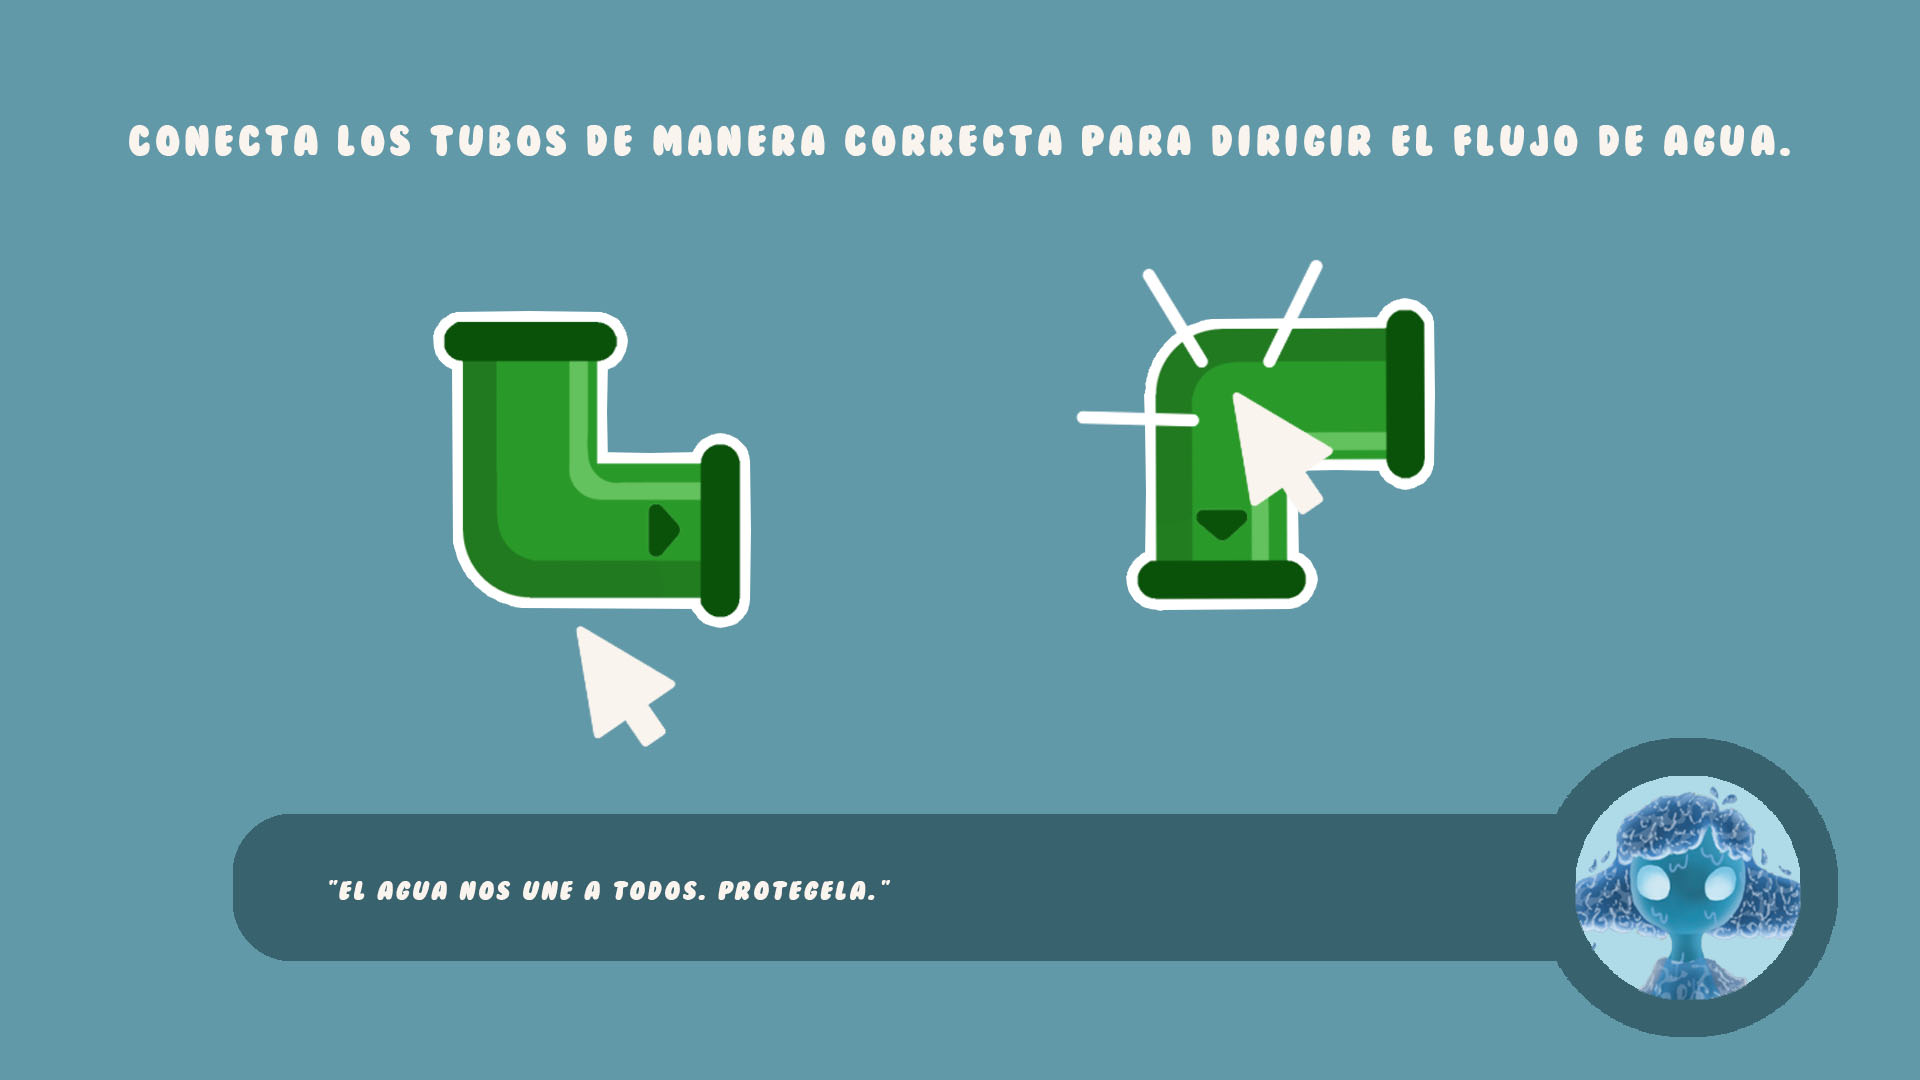 CONECTA LOS TUBOS DE MANERA CORRECTA PARA DIRIGIR EL FLUJO DE AGUA.
"EL AGUA NOS UNE A TODOS. PROTEGELA."